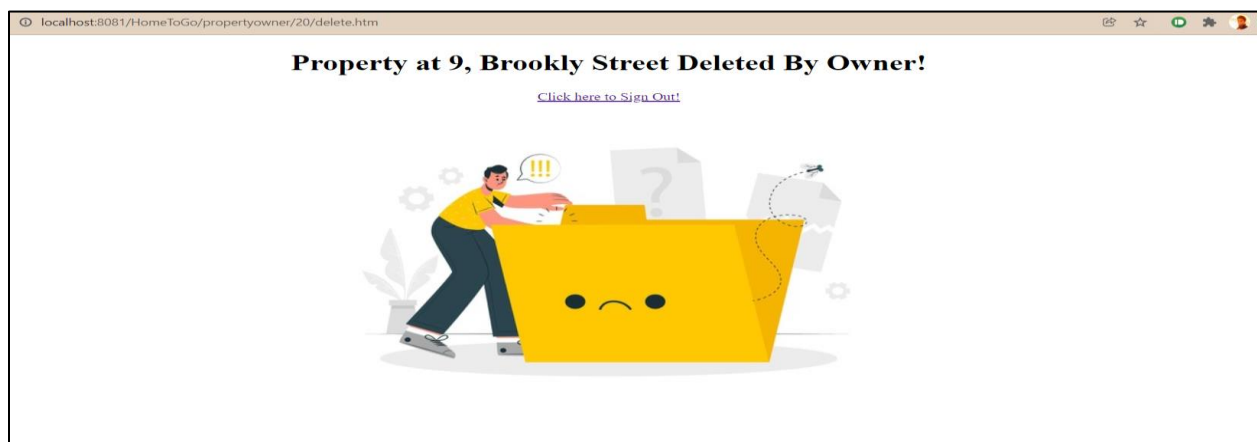 localhost:8081/HomeToGo/propertyowner/20/delete.htm
Property at 9, Brookly Street Deleted By Owner!
Click here to Sign Out!
!!!
?